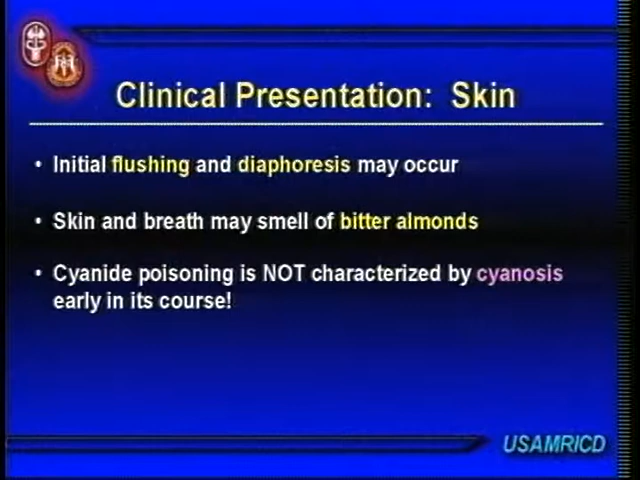 Clinical Presentation: Skin
• Initial flushing and diaphoresis may occur
• Skin and breath may smell of bitter almonds
• Cyanide poisoning is NOT characterized by cyanosis
early in its course!
USAMRICD